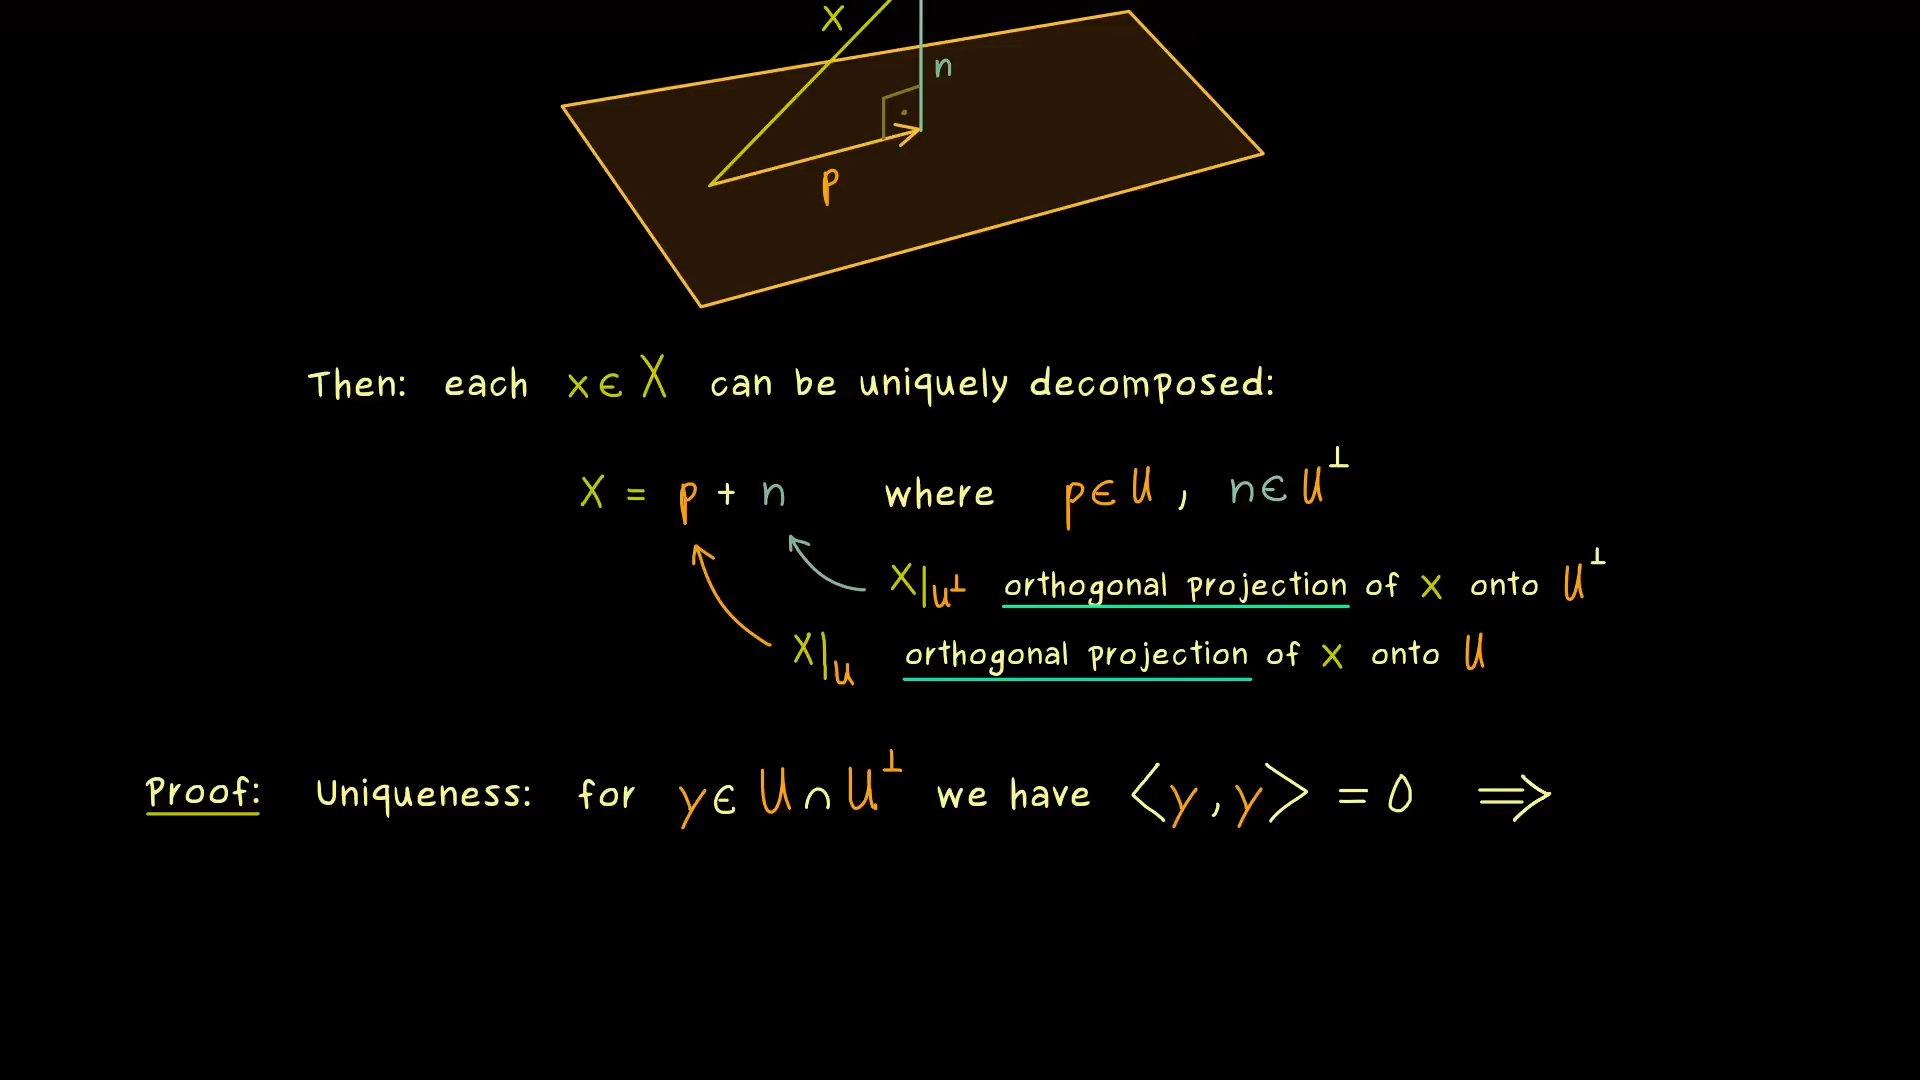 x
n
p
Then: each x ∈ X can be uniquely decomposed:
x = p + n where p ∈ U , n ∈ U⊥
x|U⊥ orthogonal projection of x onto U⊥
x|U orthogonal projection of x onto U
Proof: Uniqueness: for y ∈ U ∩ U⊥ we have ⟨y, y⟩ = 0 ⟹